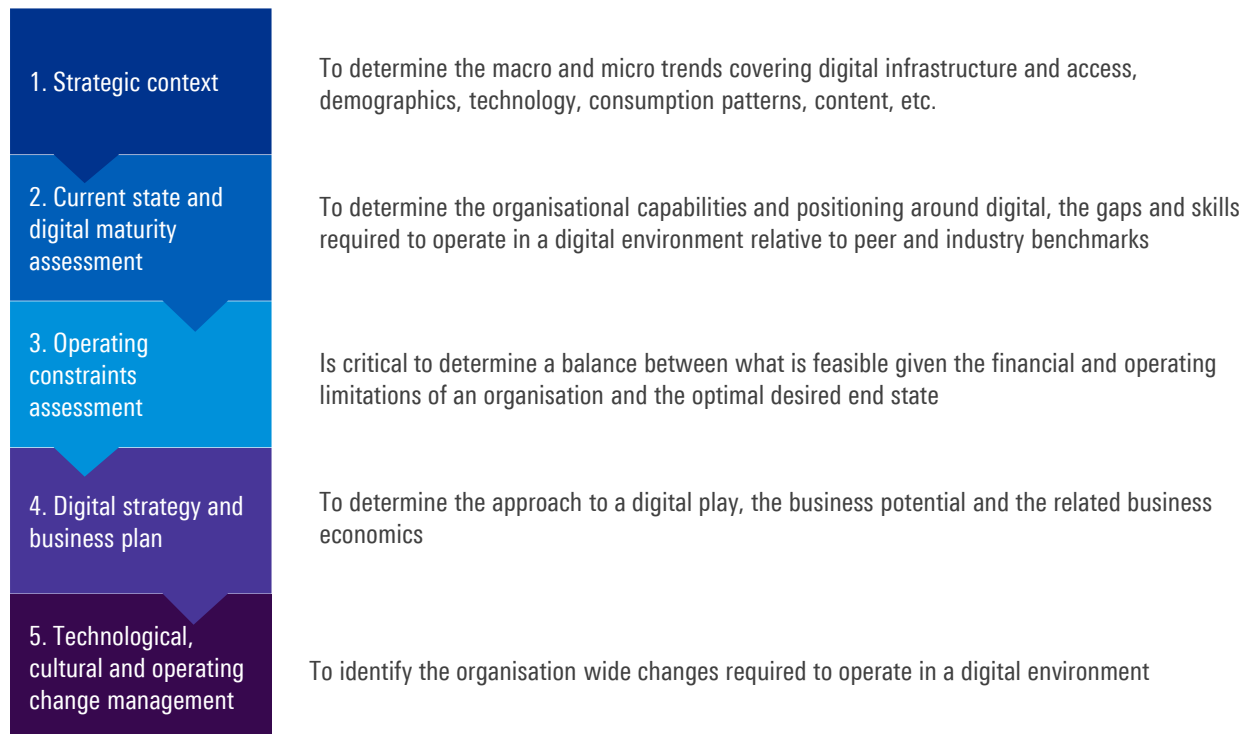 1. Strategic context
To determine the macro and micro trends covering digital infrastructure and access,
demographics, technology, consumption patterns, content, etc.
2. Current state and
digital maturity
assessment
To determine the organisational capabilities and positioning around digital, the gaps and skills
required to operate in a digital environment relative to peer and industry benchmarks
3. Operating
constraints
assessment
Is critical to determine a balance between what is feasible given the financial and operating
limitations of an organisation and the optimal desired end state
4. Digital strategy and
business plan
To determine the approach to a digital play, the business potential and the related business
economics
5. Technological,
cultural and operating
change management
To identify the organisation wide changes required to operate in a digital environment